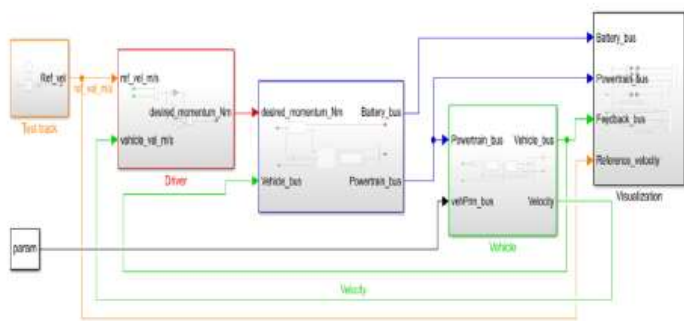 Ref_vel
ref_vel_m/s
Test track
ref_vel_m/s
desired_momentum_Nm
vehicle_vel_m/s
Driver
desired_momentum_Nm
Battery_bus
Vehicle_bus
Powertrain_bus
Powertrain_bus
Vehicle_bus
vehPrm_bus
Velocity
Vehicle
Battery_bus
Powertrain_bus
Feedback_bus
Reference_velocity
Visualization
param
Velocity